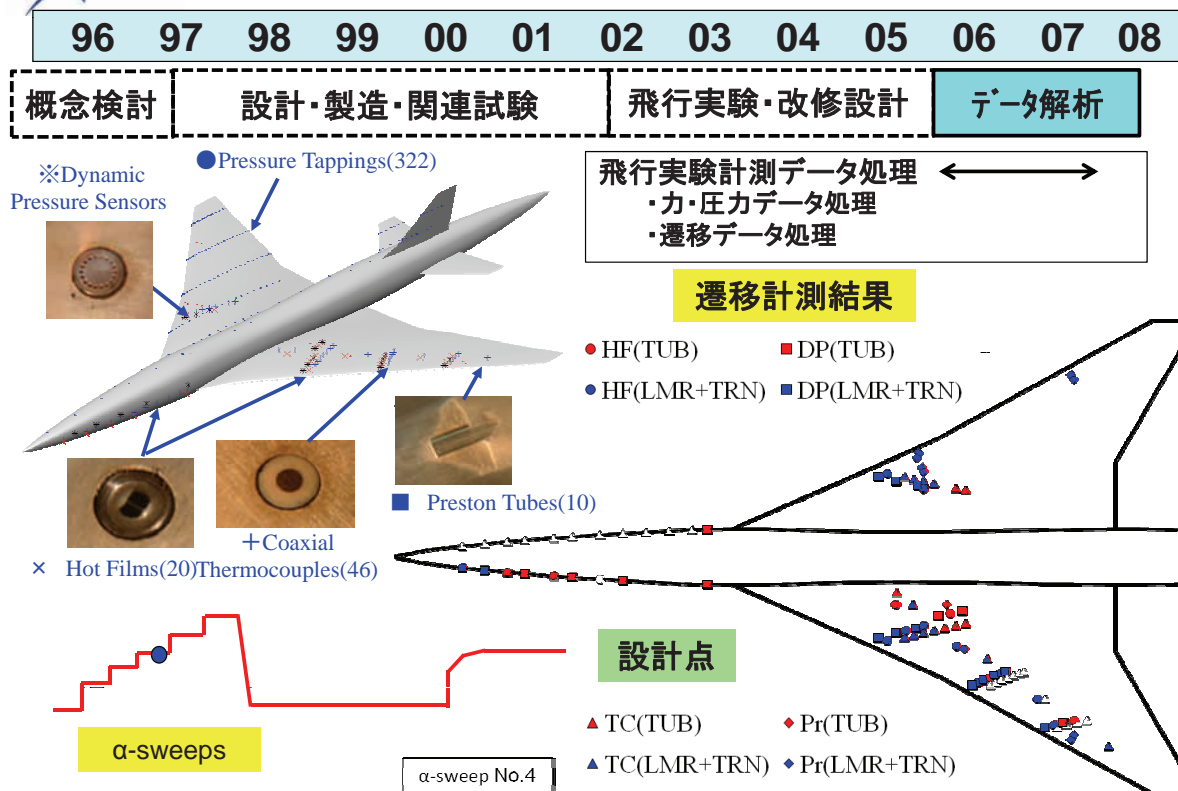 96 97 98 99 00 01 02 03 04 05 06 07 08
概念検討 設計・製造・関連試験 飛行実験・改修設計 データ解析
●Pressure Tappings(322)
※Dynamic
Pressure Sensors
飛行実験計測データ処理
・力・圧力データ処理
・遷移データ処理
遷移計測結果
HF(TUB) DP(TUB)
HF(LMR+TRN) DP(LMR+TRN)
■ Preston Tubes(10)
+Coaxial
× Hot Films(20)Thermocouples(46)
設計点
TC(TUB) Pr(TUB)
TC(LMR+TRN) Pr(LMR+TRN)
α-sweeps
α-sweep No.4